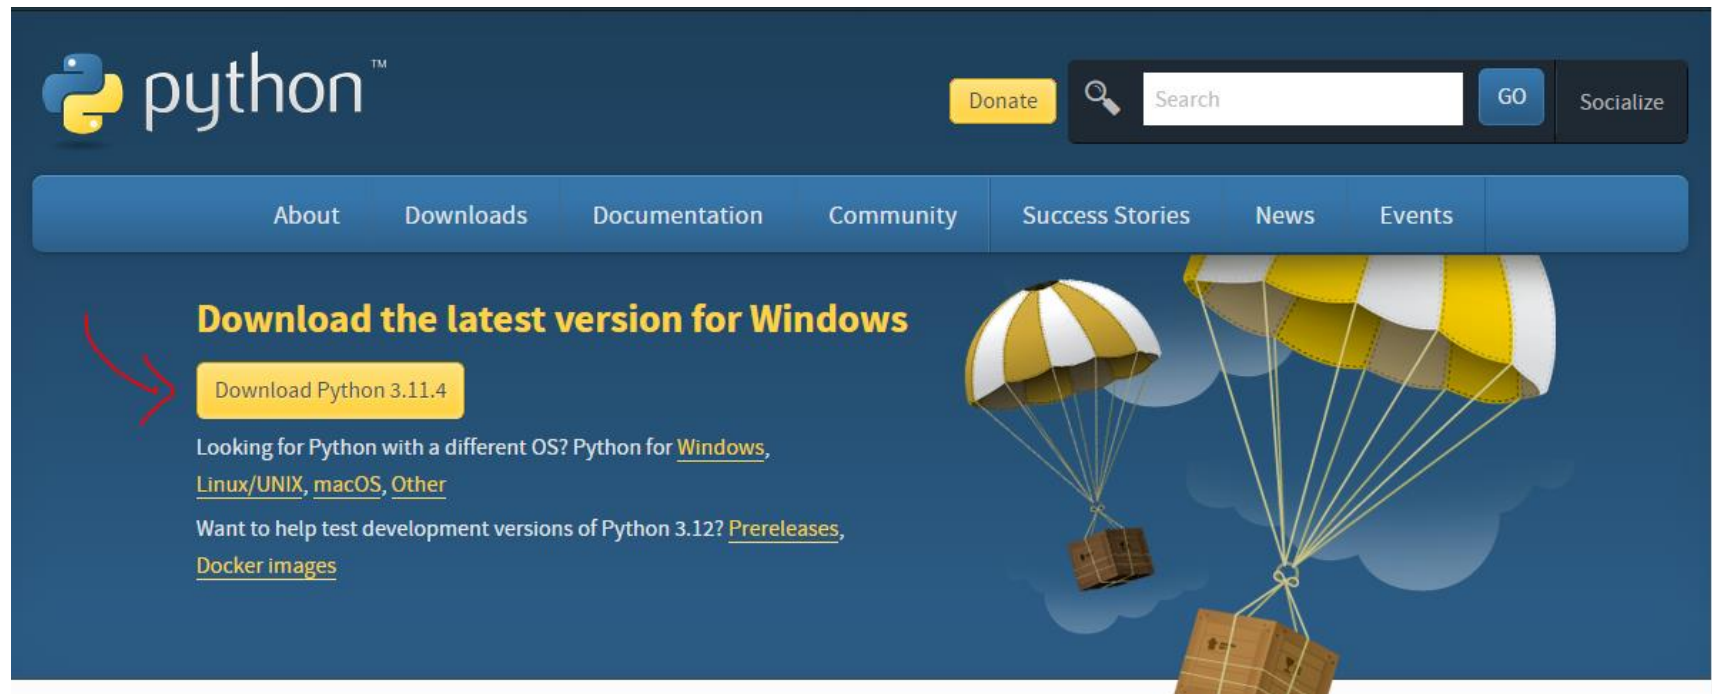 python™
Donate
Search
GO
Socialize
About
Downloads
Documentation
Community
Success Stories
News
Events
Download the latest version for Windows
Download Python 3.11.4
Looking for Python with a different OS? Python for Windows,
Linux/UNIX, macOS, Other
Want to help test development versions of Python 3.12? Prereleases,
Docker images